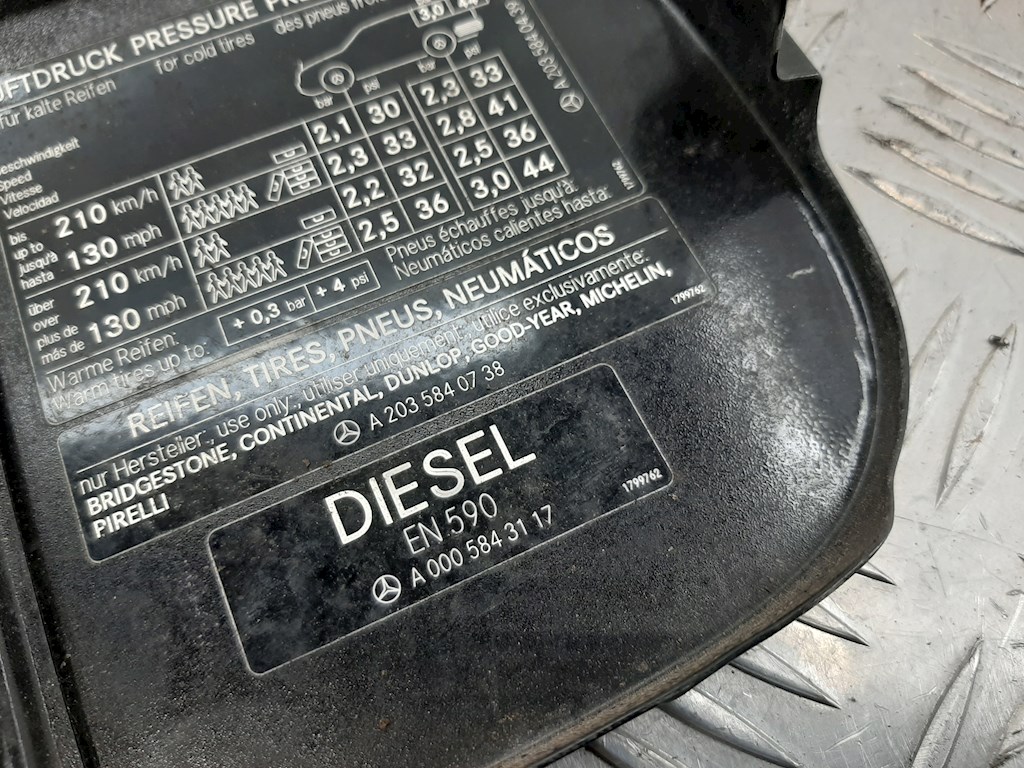 PRESSURE
für kalte Reifen for cold tires des pneus
3,0 44
bar psi bar psi
speed
Vitesse
Velocidad
bis
up to
jusqu'à
hasta
210 km/h
130 mph
2,1 30 2,3 33
2,3 33 2,8 41
über
over
plus de
más de
210 km/h
130 mph
2,2 32 2,5 36
2,5 36 3,0 44
Warme Reifen:
Warm tires up to:
+ 0,3 bar + 4 psi
Pneus échauffes jusqu'à:
Neumáticos calientes hasta:
A 203 584 04 39
REIFEN, TIRES, PNEUS, NEUMÁTICOS
nur Hersteller; use only; utiliser uniquement; utilice exclusivamente:
BRIDGESTONE, CONTINENTAL, DUNLOP, GOOD-YEAR, MICHELIN,
PIRELLI
A 203 584 07 38
1799762
DIESEL
EN 590
A 000 584 31 17
1799762